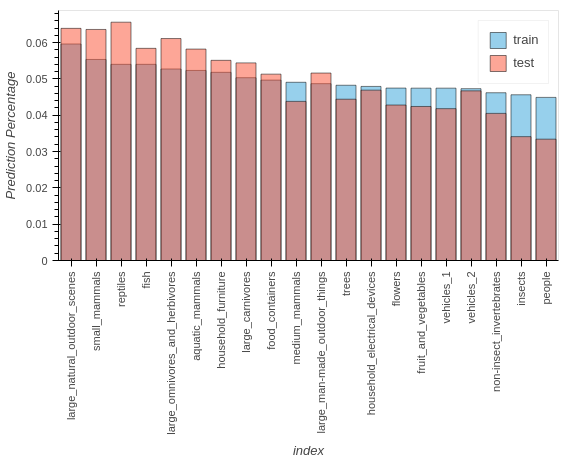 train
test
Prediction Percentage
0.06
0.05
0.04
0.03
0.02
0.01
0
large_natural_outdoor_scenes
small_mammals
reptiles
fish
large_omnivores_and_herbivores
aquatic_mammals
household_furniture
large_carnivores
food_containers
medium_mammals
large_man-made_outdoor_things
trees
household_electrical_devices
flowers
fruit_and_vegetables
vehicles_1
vehicles_2
non-insect_invertebrates
insects
people
index